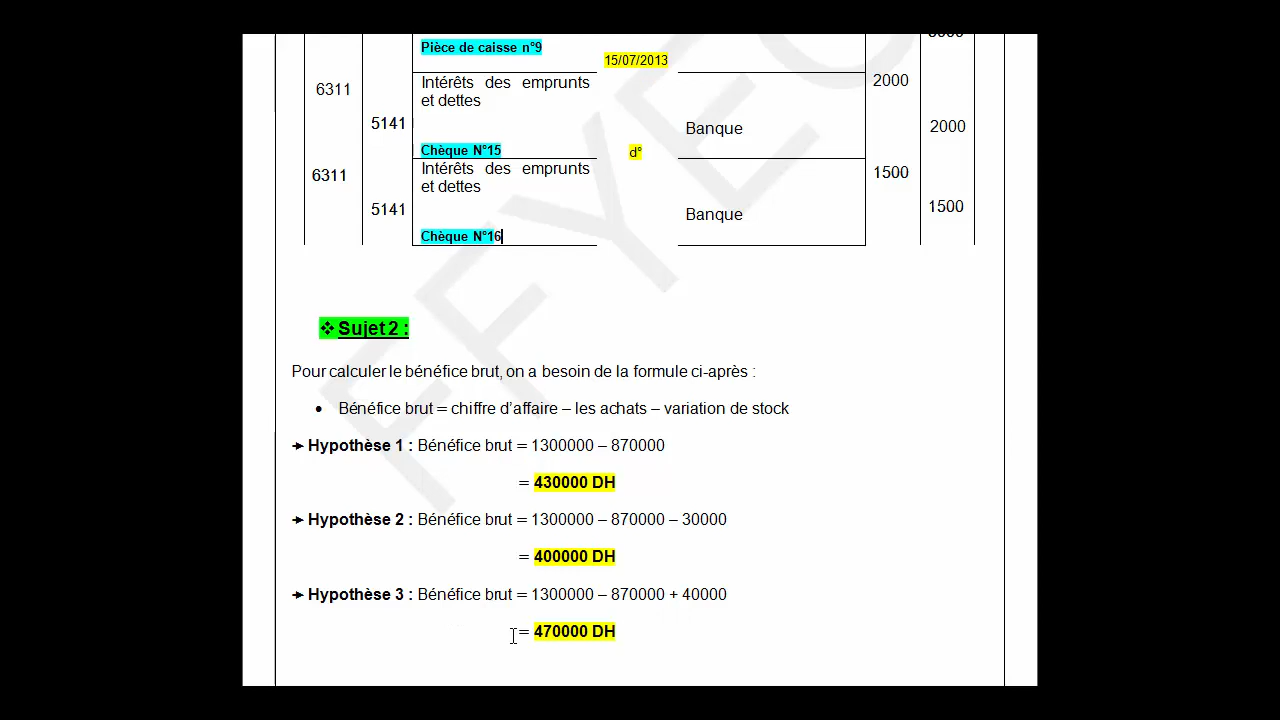 Pièce de caisse n°9
15/07/2013
6311 Intérêts des emprunts 2000
et dettes
5141 Banque 2000
Chèque N°15
d°
6311 Intérêts des emprunts 1500
et dettes
5141 Banque 1500
Chèque N°16
❖ Sujet 2 :
Pour calculer le bénéfice brut, on a besoin de la formule ci-après :
• Bénéfice brut = chiffre d’affaire – les achats – variation de stock
➔ Hypothèse 1 : Bénéfice brut = 1300000 – 870000
= 430000 DH
➔ Hypothèse 2 : Bénéfice brut = 1300000 – 870000 – 30000
= 400000 DH
➔ Hypothèse 3 : Bénéfice brut = 1300000 – 870000 + 40000
= 470000 DH